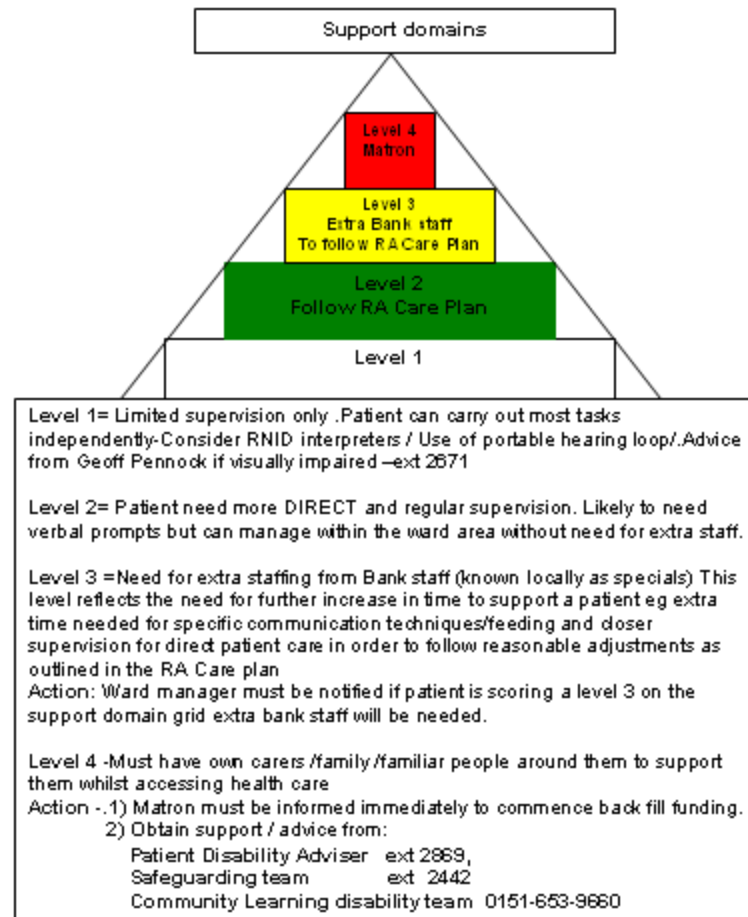 Support domains
Level 4
Matron
Level 3
Extra Bank staff
To follow RA Care Plan
Level 2
Follow RA Care Plan
Level 1
Level 1= Limited supervision only .Patient can carry out most tasks
independently-Consider RNID interpreters / Use of portable hearing loop/.Advice
from Geoff Pennock if visually impaired –ext 2671
Level 2= Patient need more DIRECT and regular supervision. Likely to need
verbal prompts but can manage within the ward area without need for extra staff.
Level 3 =Need for extra staffing from Bank staff (known locally as specials) This
level reflects the need for further increase in time to support a patient eg extra
time needed for specific communication techniques/feeding and closer
supervision for direct patient care in order to follow reasonable adjustments as
outlined in the RA Care plan
Action: Ward manager must be notified if patient is scoring a level 3 on the
support domain grid extra bank staff will be needed.
Level 4 -Must have own carers /family /familiar people around them to support
them whilst accessing health care
Action -.1) Matron must be informed immediately to commence back fill funding.
2) Obtain support / advice from:
Patient Disability Adviser ext 2869,
Safeguarding team ext 2442
Community Learning disability team 0151-653-9660